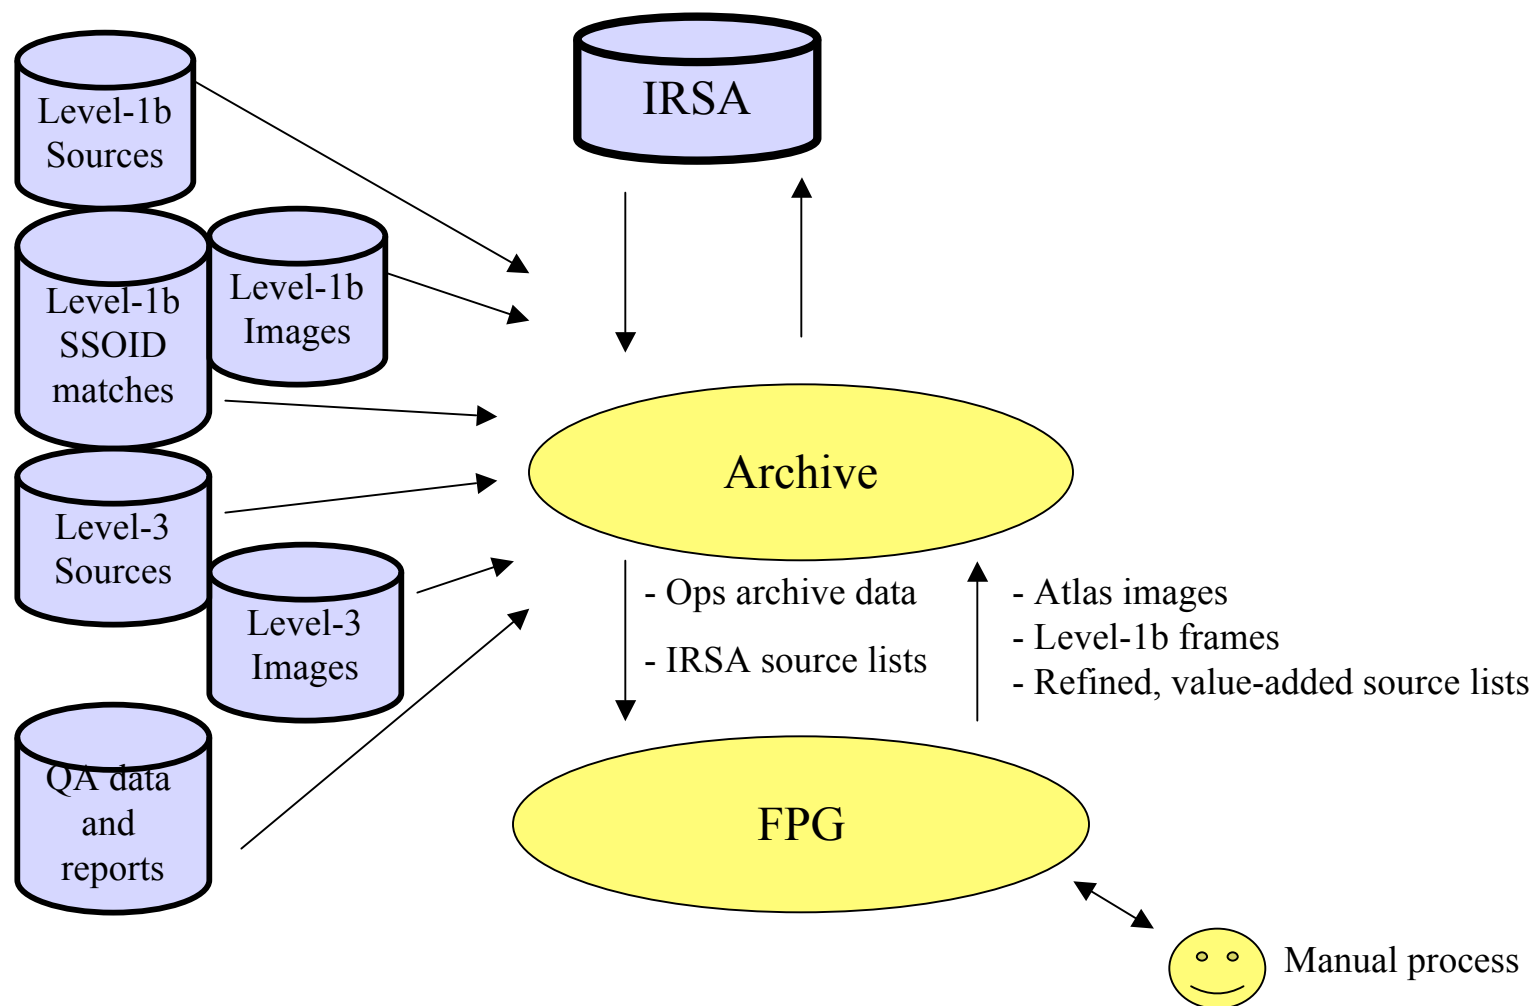 Level-1b
Sources
IRSA
Level-1b
SSOID
matches
Level-1b
Images
Archive
Level-3
Sources
Level-3
Images
- Ops archive data
- IRSA source lists
- Atlas images
- Level-1b frames
- Refined, value-added source lists
QA data
and
reports
FPG
Manual process